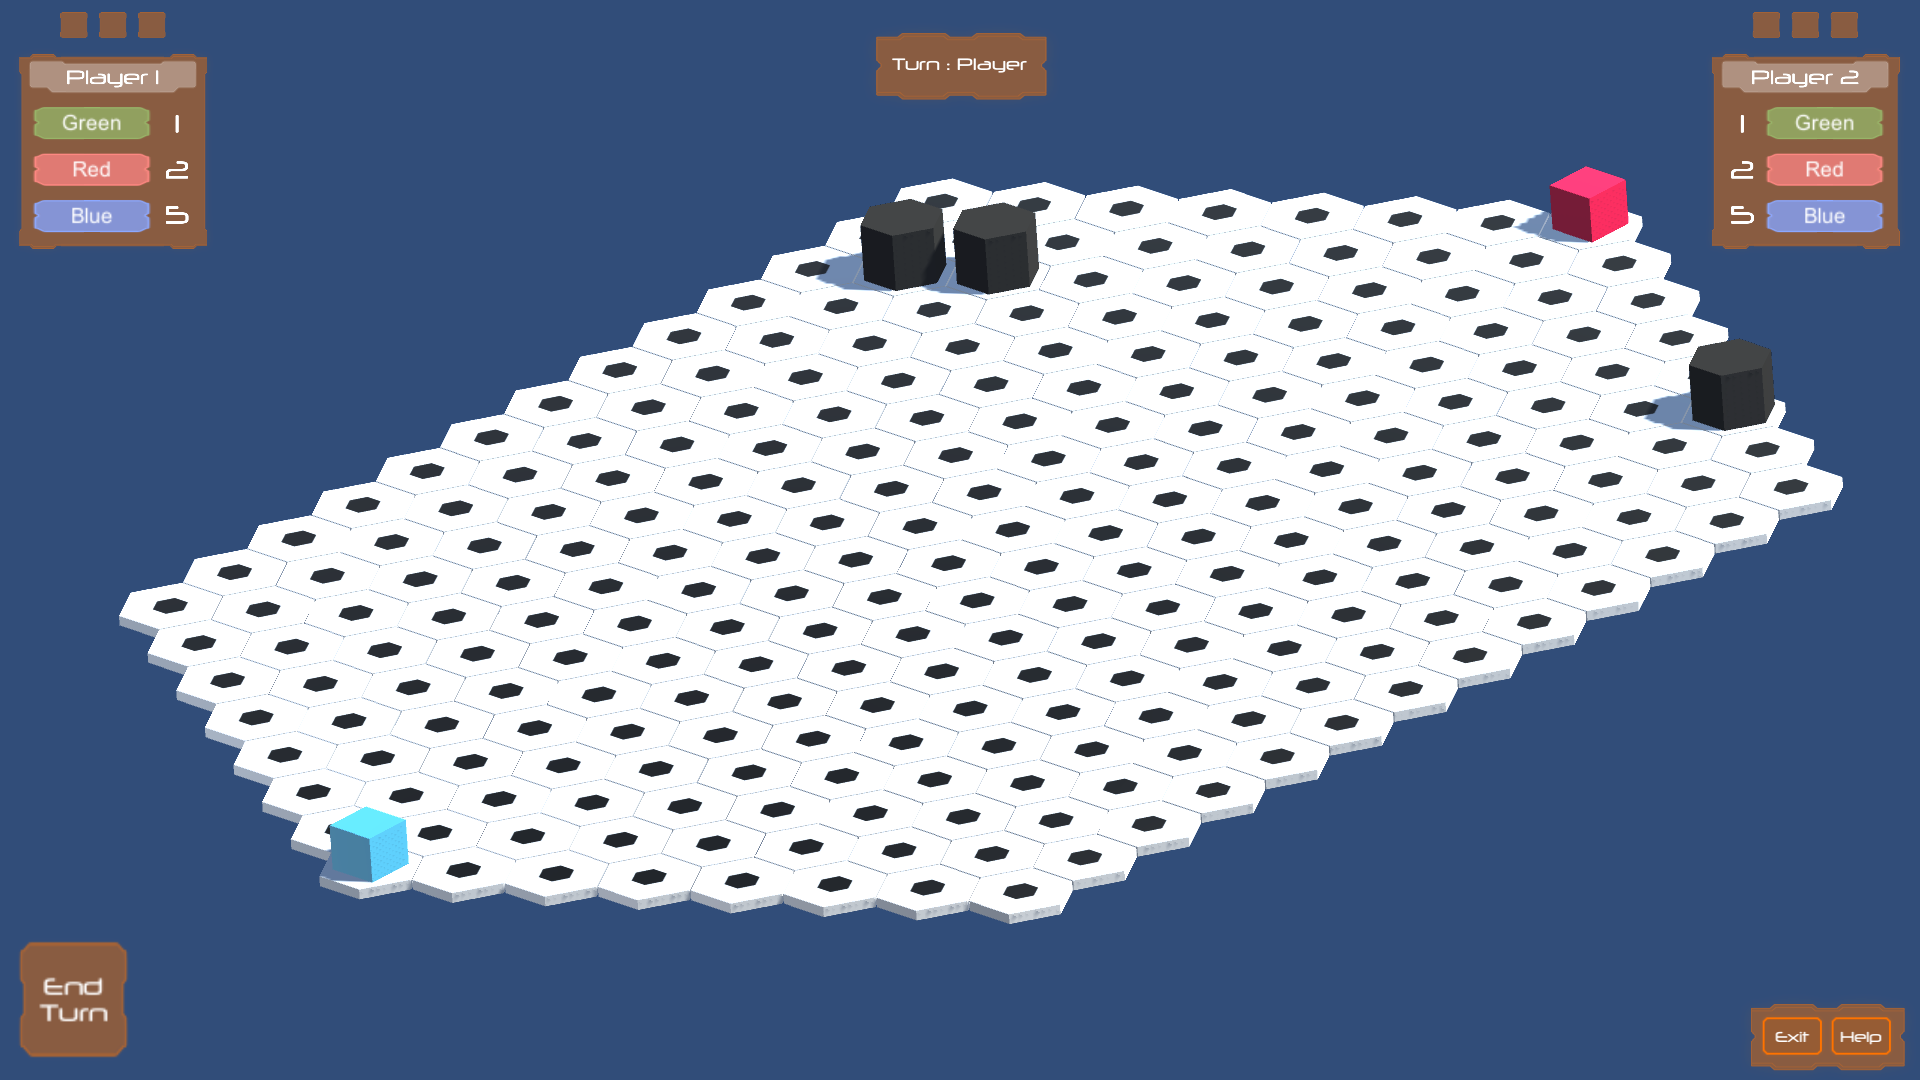 Turn : Player
Player 1
Green 1
Red 2
Blue 5
Player 2
1 Green
2 Red
5 Blue
End
Turn
Exit Help